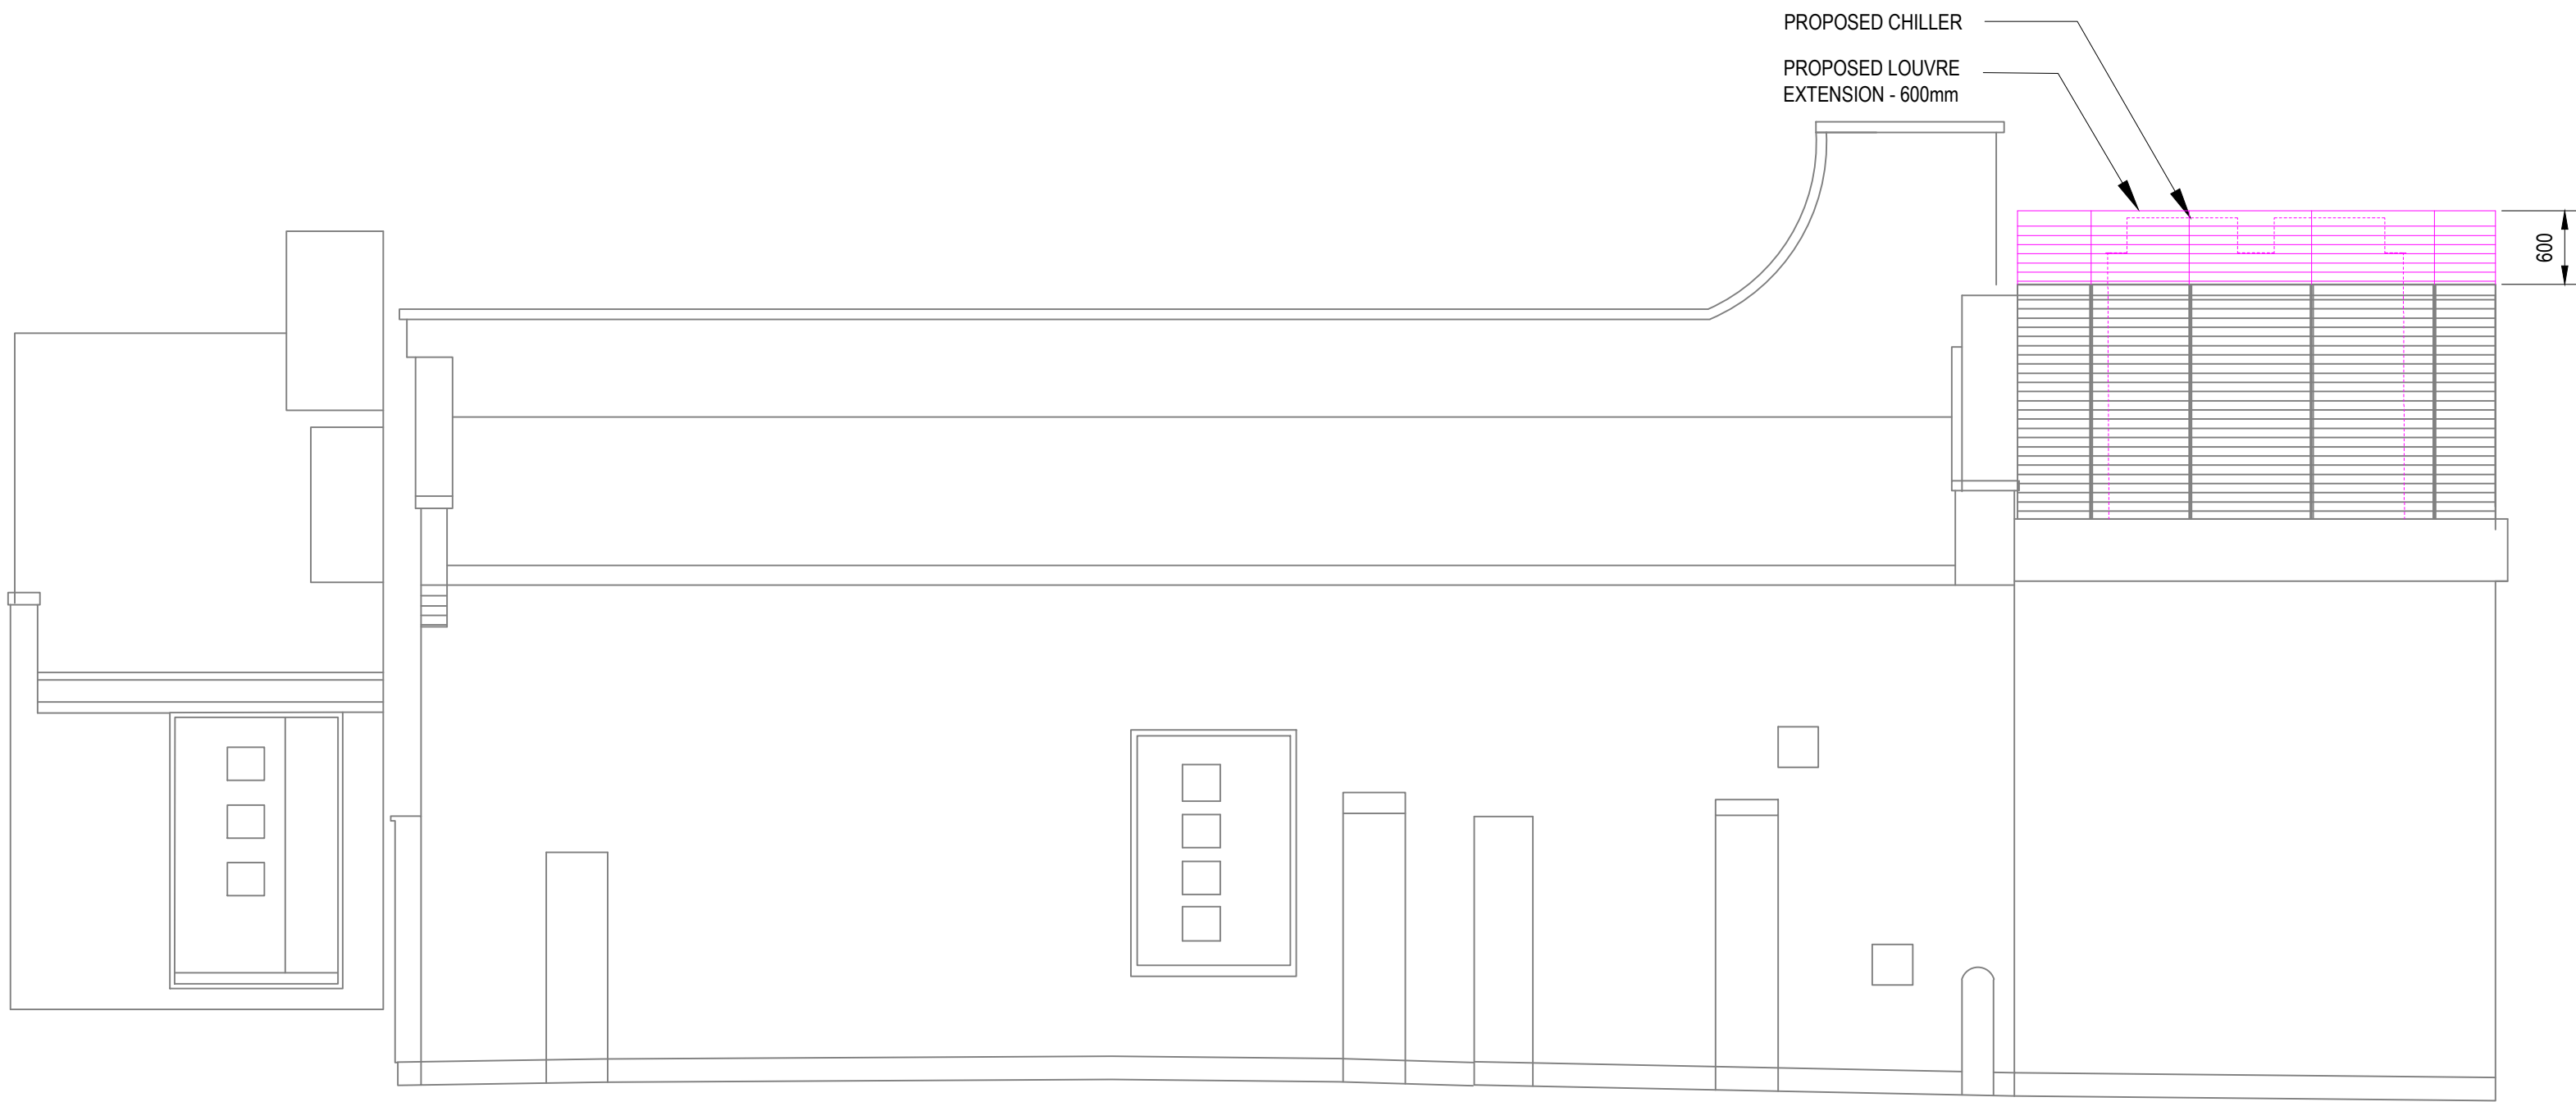 PROPOSED CHILLER
PROPOSED LOUVRE
EXTENSION - 600mm
600